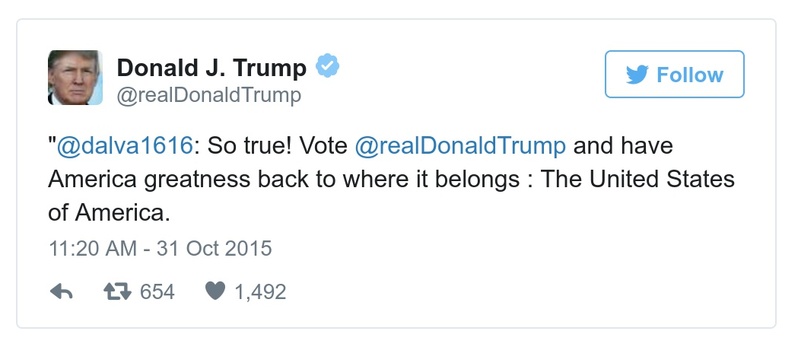 Donald J. Trump
@realDonaldTrump
Follow
"@dalva1616: So true! Vote @realDonaldTrump and have
America greatness back to where it belongs : The United States
of America.
11:20 AM - 31 Oct 2015
654 1,492